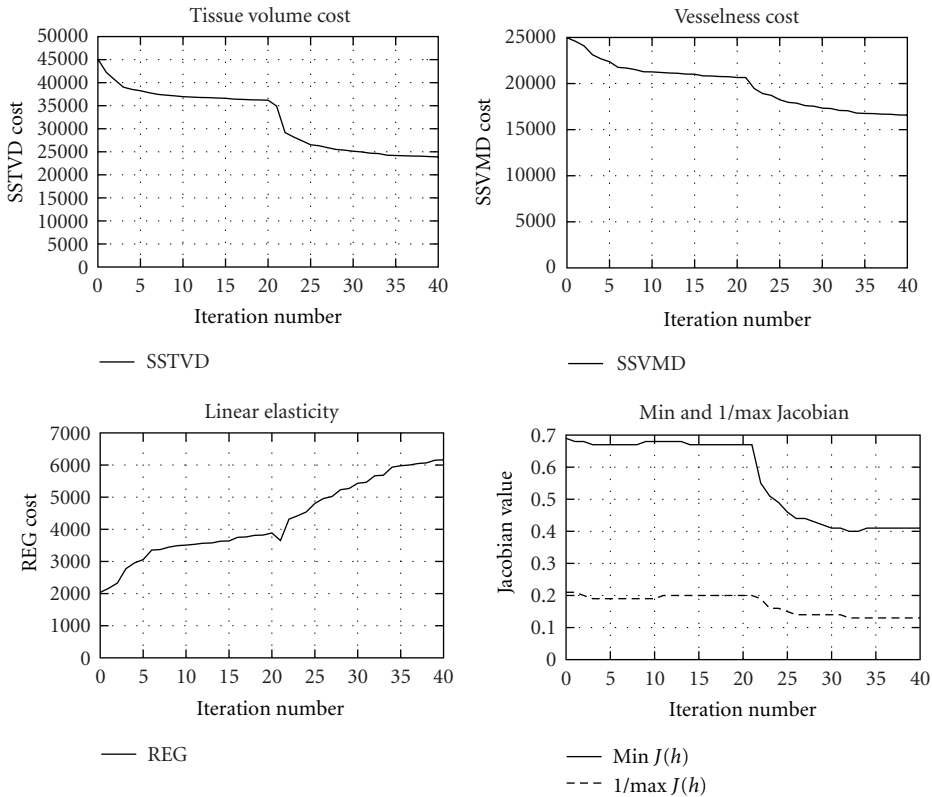 Tissue volume cost
50000
45000
40000
35000
30000
25000
20000
15000
10000
5000
0
SSTVD cost
0 5 10 15 20 25 30 35 40
Iteration number
SSTVD
Vesselness cost
25000
20000
15000
10000
5000
0
SSVMD cost
0 5 10 15 20 25 30 35 40
Iteration number
SSVMD
Linear elasticity
7000
6000
5000
4000
3000
2000
1000
0
REG cost
0 5 10 15 20 25 30 35 40
Iteration number
REG
Min and 1/max Jacobian
0.7
0.6
0.5
0.4
0.3
0.2
0.1
0
Jacobian value
0 5 10 15 20 25 30 35 40
Iteration number
Min J(h)
1/max J(h)